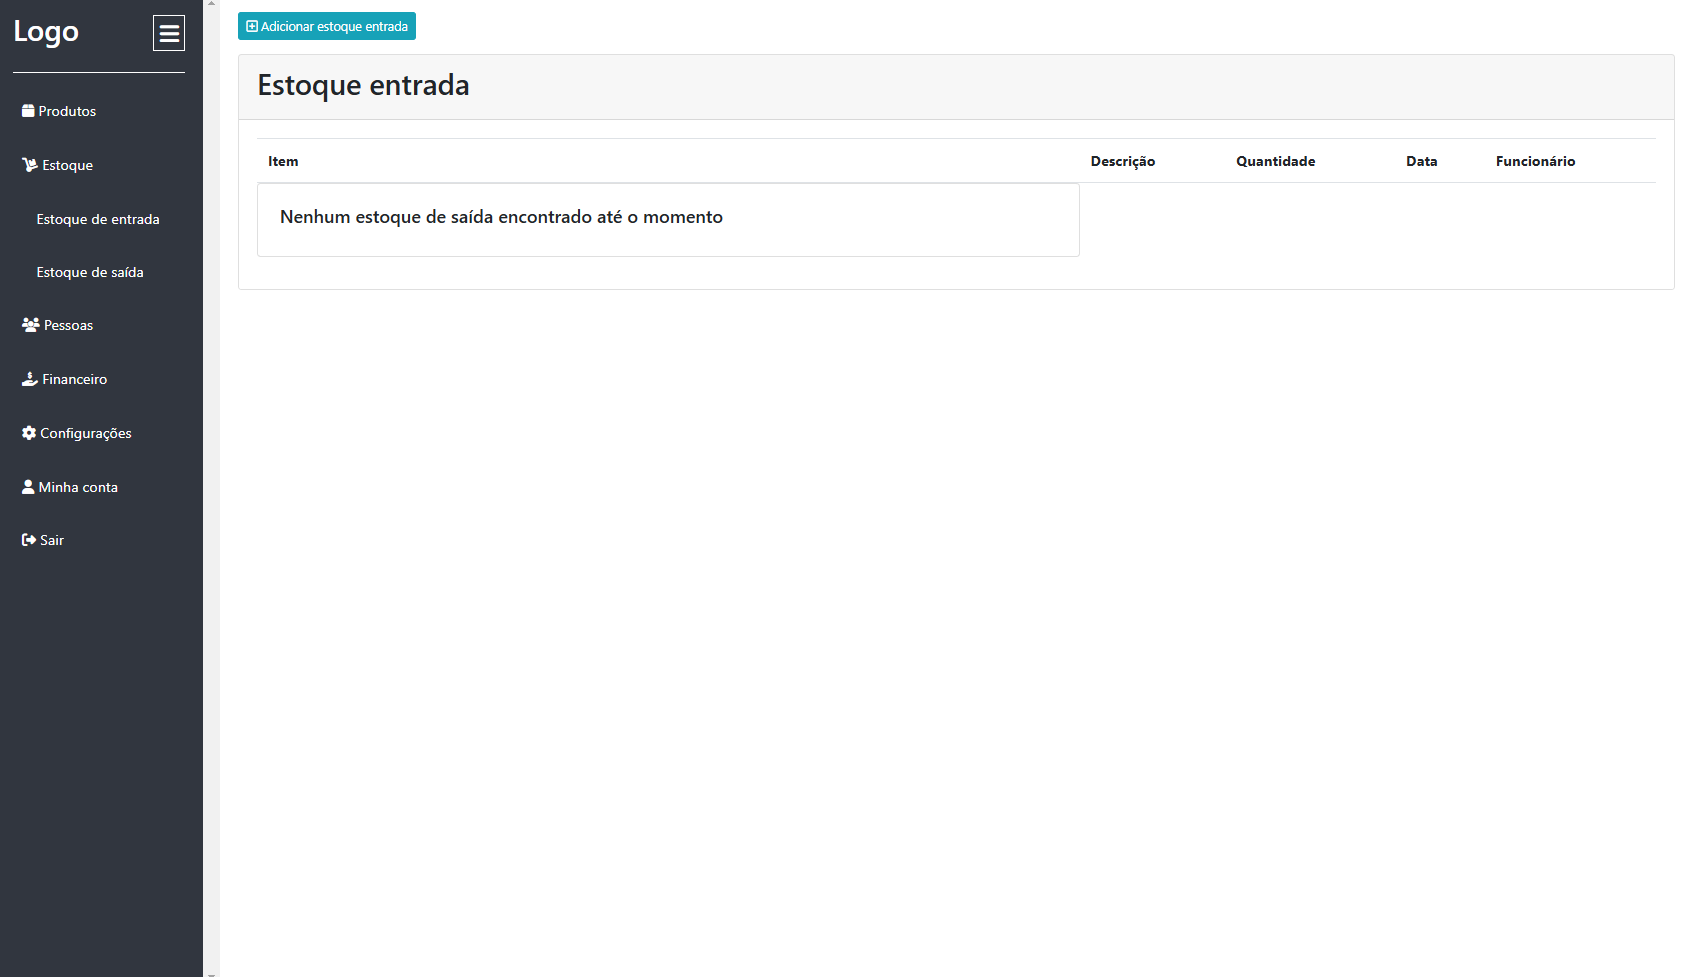 Logo
Produtos
Estoque
Estoque de entrada
Estoque de saída
Pessoas
Financeiro
Configurações
Minha conta
Sair
Adicionar estoque entrada
Estoque entrada
Item Descrição Quantidade Data Funcionário
Nenhum estoque de saída encontrado até o momento